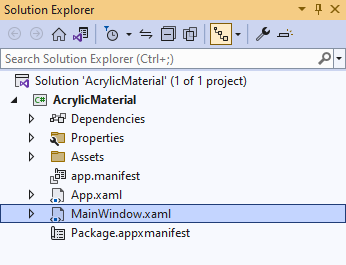 Solution Explorer
Search Solution Explorer (Ctrl+;)
Solution 'AcrylicMaterial' (1 of 1 project)
C# AcrylicMaterial
Dependencies
Properties
Assets
app.manifest
App.xaml
MainWindow.xaml
Package.appxmanifest